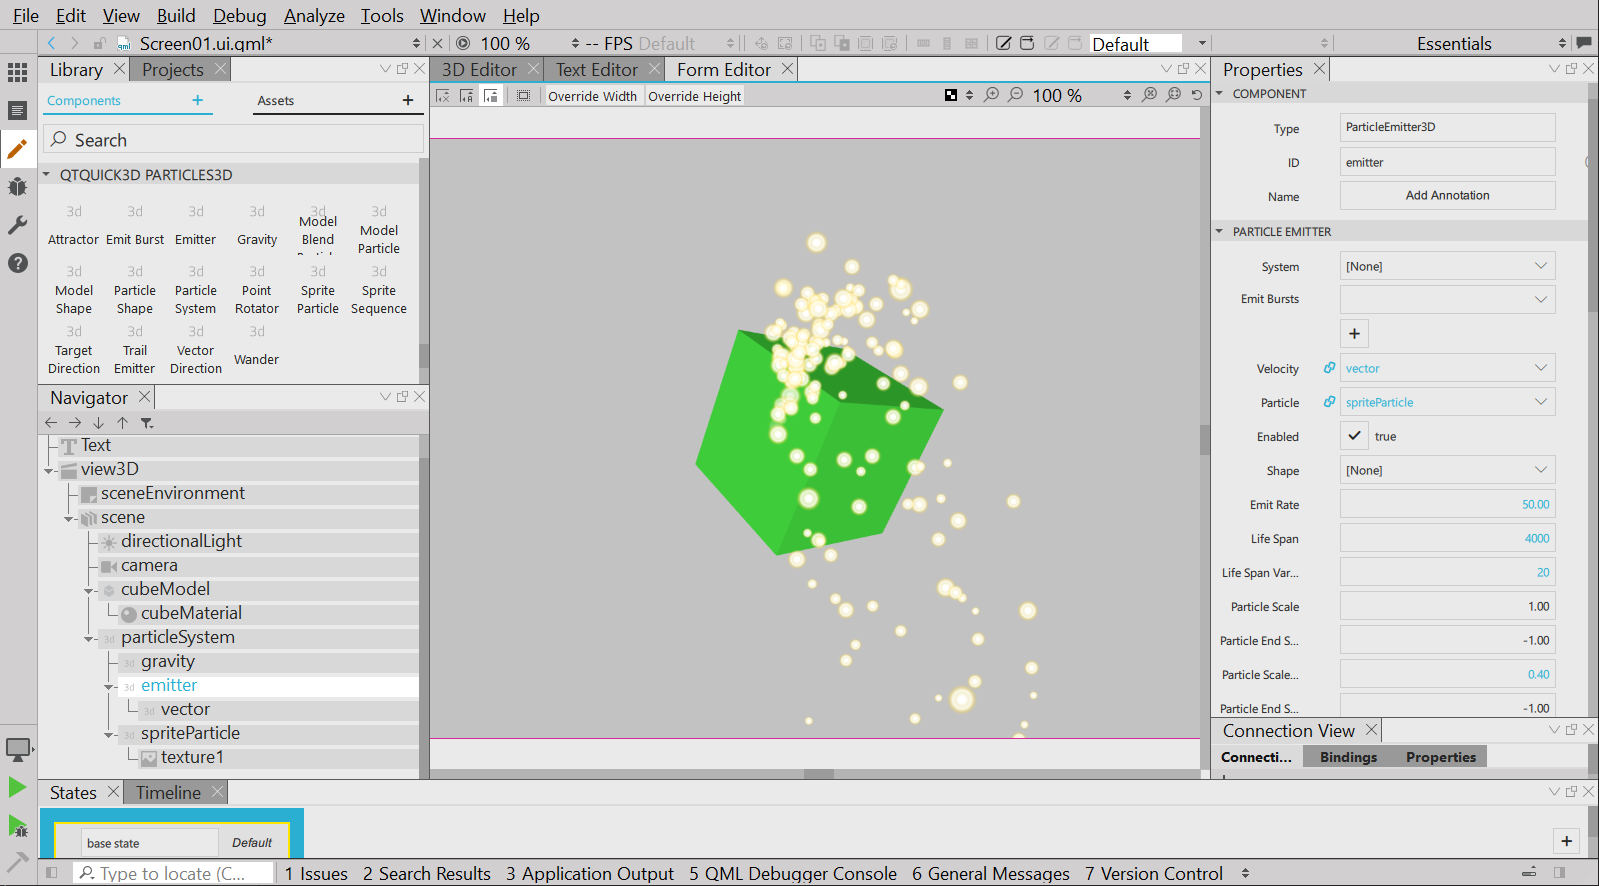 File Edit View Build Debug Analyze Tools Window Help
Screen01.ui.qml* 100 % -- FPS Default Default Essentials
Library Projects 3D Editor Text Editor Form Editor Properties
Components + Assets + Override Width Override Height 100 %
Search
QTQUICK3D PARTICLES3D
3d 3d 3d 3d 3d 3d
Attractor Emit Burst Emitter Gravity Model Blend Model Particle
3d 3d 3d 3d 3d 3d
Model Shape Particle Shape Particle System Point Rotator Sprite Particle Sprite Sequence
3d 3d 3d 3d
Target Direction Trail Emitter Vector Direction Wander
Navigator
Text
view3D
sceneEnvironment
scene
directionalLight
camera
cubeModel
cubeMaterial
3d particleSystem
3d gravity
3d emitter
3d vector
3d spriteParticle
texture1
COMPONENT
Type ParticleEmitter3D
ID emitter
Name Add Annotation
PARTICLE EMITTER
System [None]
Emit Bursts
+
Velocity vector
Particle spriteParticle
Enabled true
Shape [None]
Emit Rate 50.00
Life Span 4000
Life Span Var... 20
Particle Scale 1.00
Particle End S... -1.00
Particle Scale... 0.40
Particle End S... -1.00
Connection View
Connecti... Bindings Properties
States Timeline
base state Default +
Type to locate (C... 1 Issues 2 Search Results 3 Application Output 5 QML Debugger Console 6 General Messages 7 Version Control